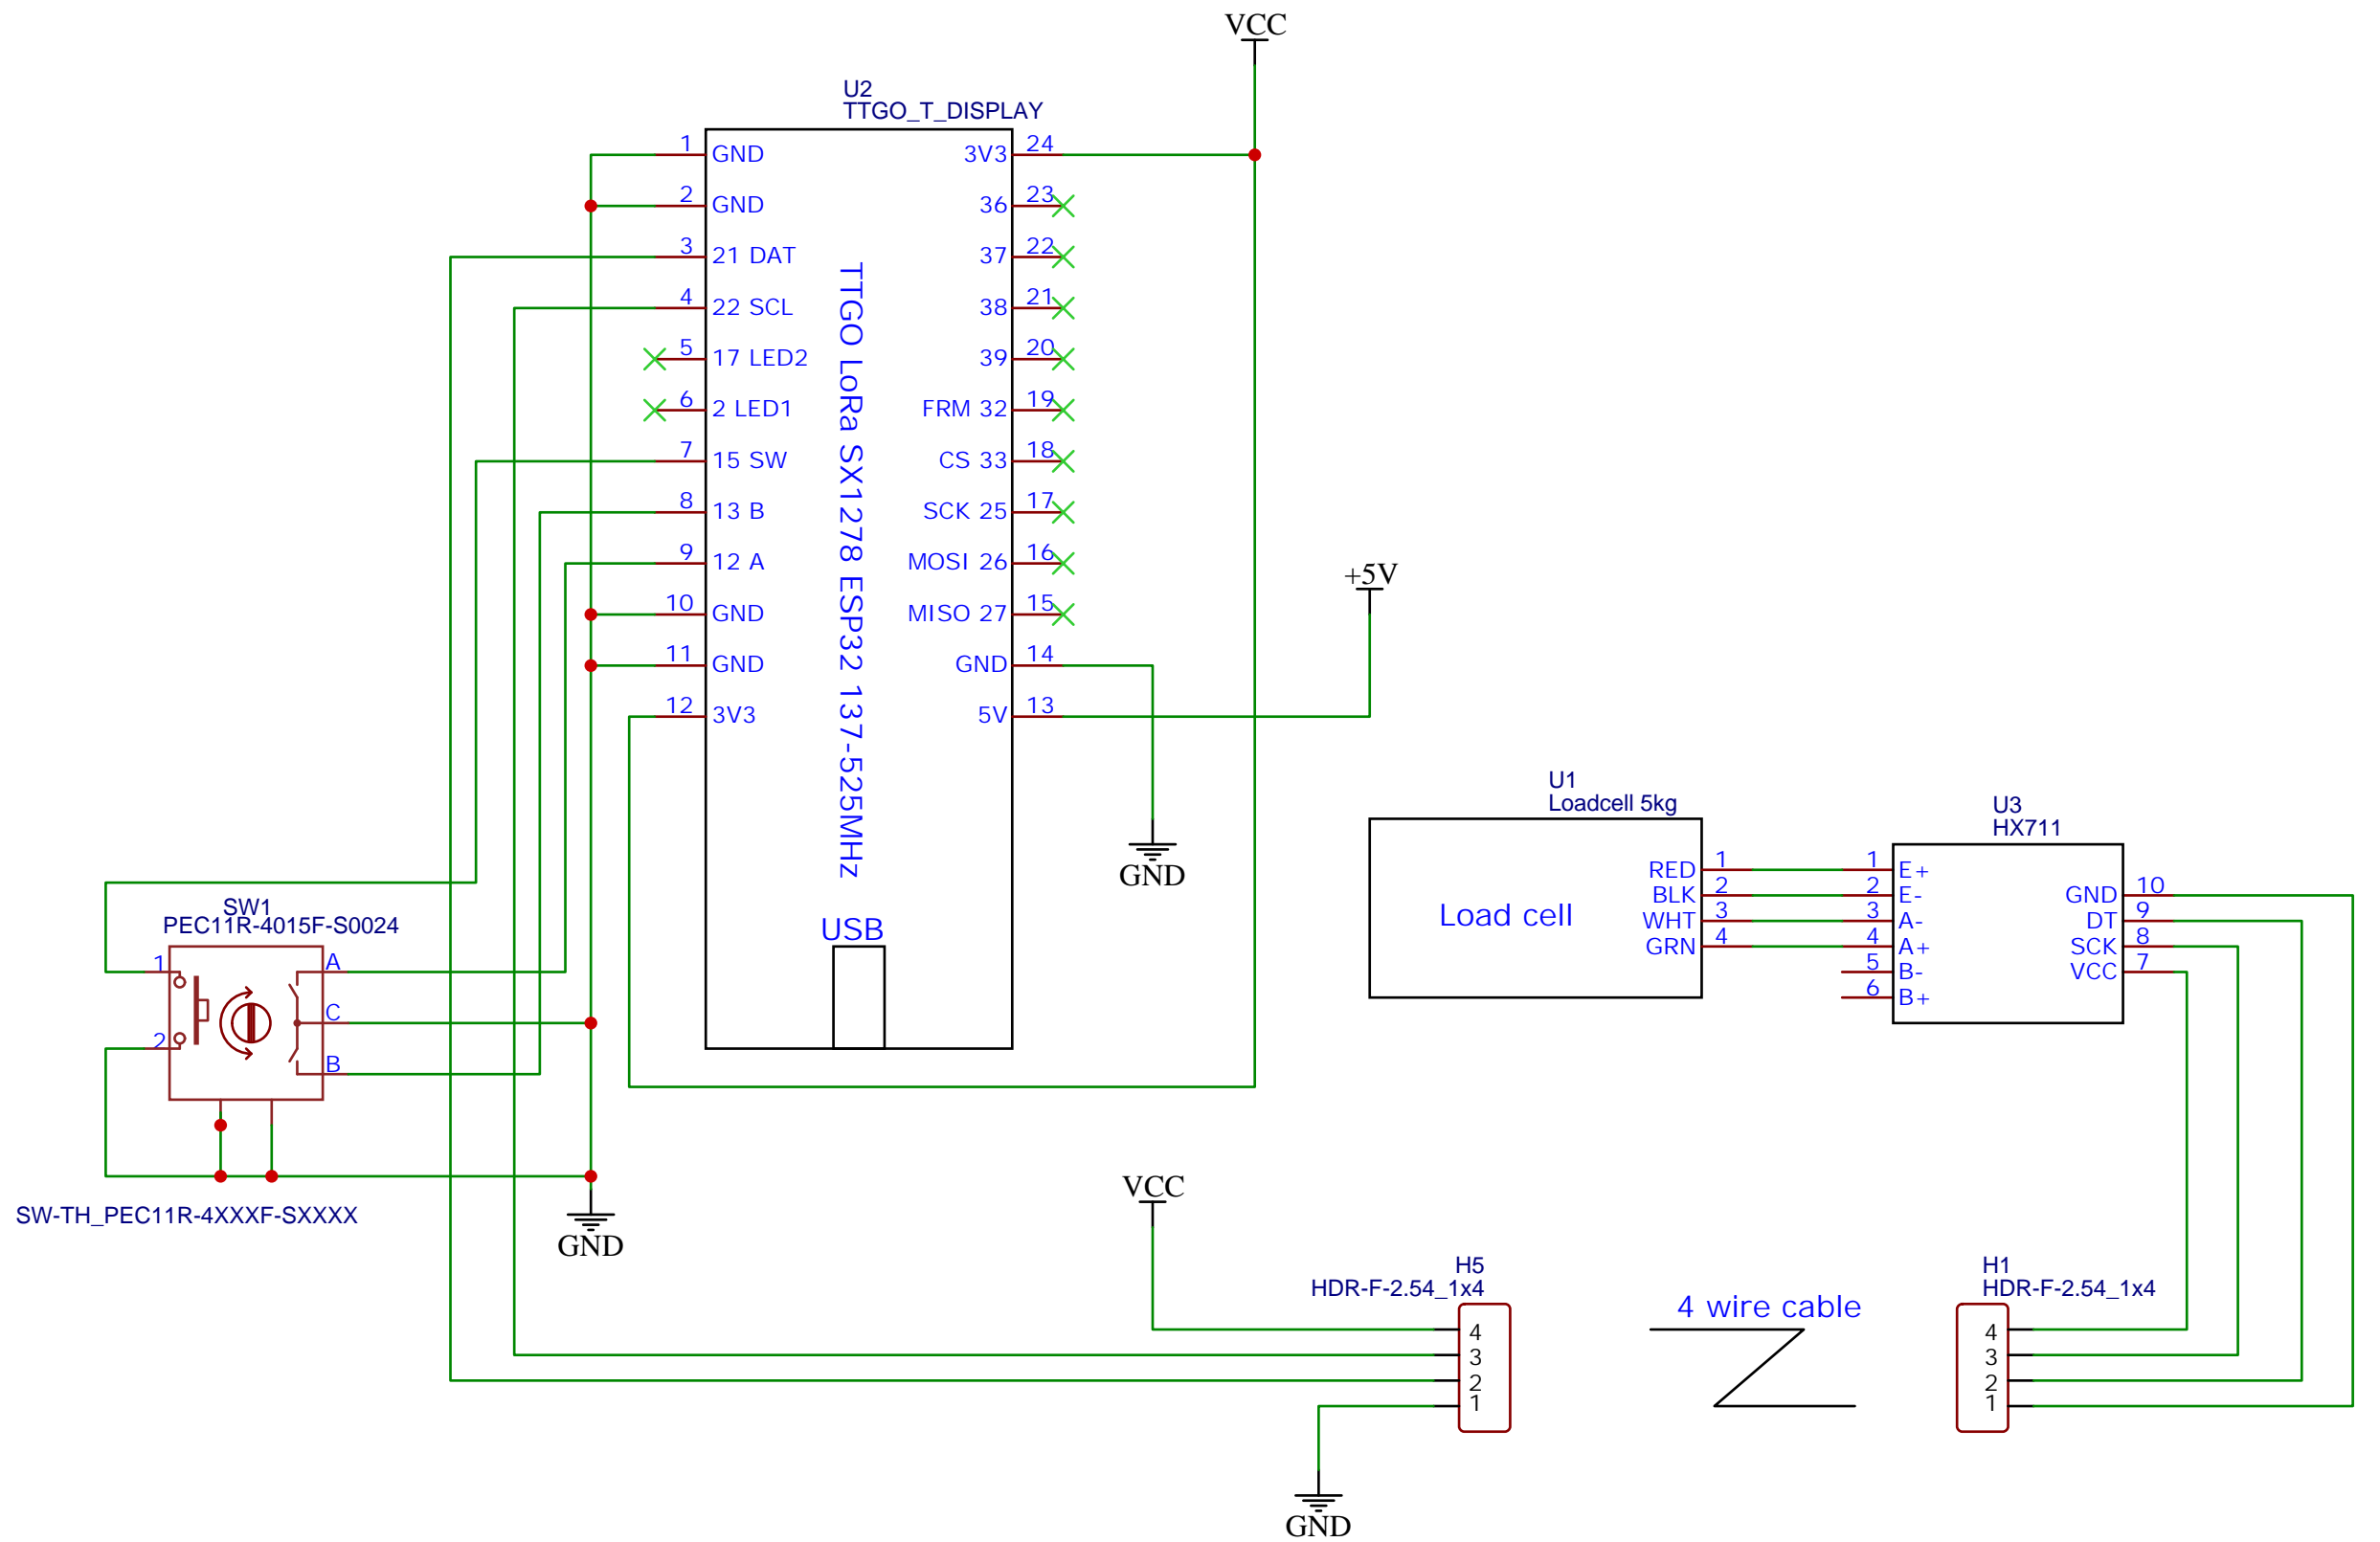 VCC
U2
TTGO_T_DISPLAY
1 GND
2 GND
3 21 DAT
4 22 SCL
5 17 LED2
6 2 LED1
7 15 SW
8 13 B
9 12 A
10 GND
11 GND
12 3V3
TTGO LoRa SX1278 ESP32 137-525MHz
3V3 24
36 23
37 22
38 21
39 20
FRM 32 19
CS 33 18
SCK 25 17
MOSI 26 16
MISO 27 15
GND 14
5V 13
USB
+5V
GND
U1
Loadcell 5kg
Load cell
RED 1
BLK 2
WHT 3
GRN 4
U3
HX711
1 E+
2 E-
3 A-
4 A+
5 B-
6 B+
GND 10
DT 9
SCK 8
VCC 7
SW1
PEC11R-4015F-S0024
1
2
A
C
B
SW-TH_PEC11R-4XXXF-SXXXX
GND
VCC
H5
HDR-F-2.54_1x4
4
3
2
1
GND
4 wire cable
H1
HDR-F-2.54_1x4
4
3
2
1